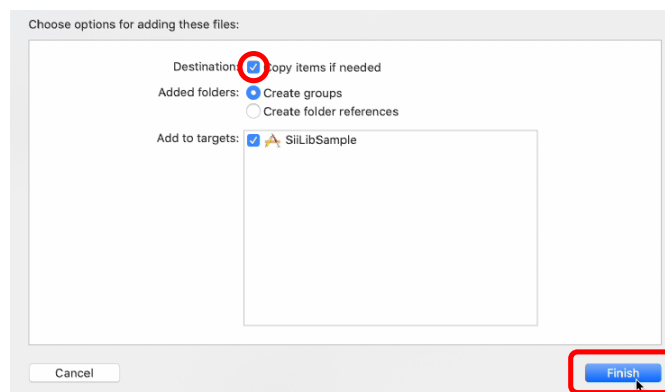 Choose options for adding these files:
Destination: Copy items if needed
Added folders: Create groups
Create folder references
Add to targets: SiiLibSample
Cancel Finish